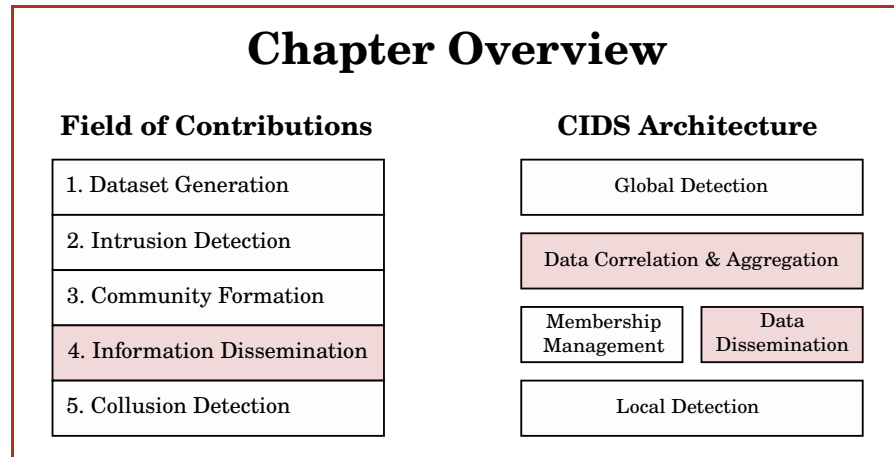 Chapter Overview
Field of Contributions
1. Dataset Generation
2. Intrusion Detection
3. Community Formation
4. Information Dissemination
5. Collusion Detection
CIDS Architecture
Global Detection
Data Correlation & Aggregation
Membership
Management
Data
Dissemination
Local Detection